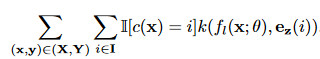 ∑ ∑ 𝕀[c(x) = i]k(f_l(x; θ), e_z(i))
(x,y)∈(X,Y) i∈I